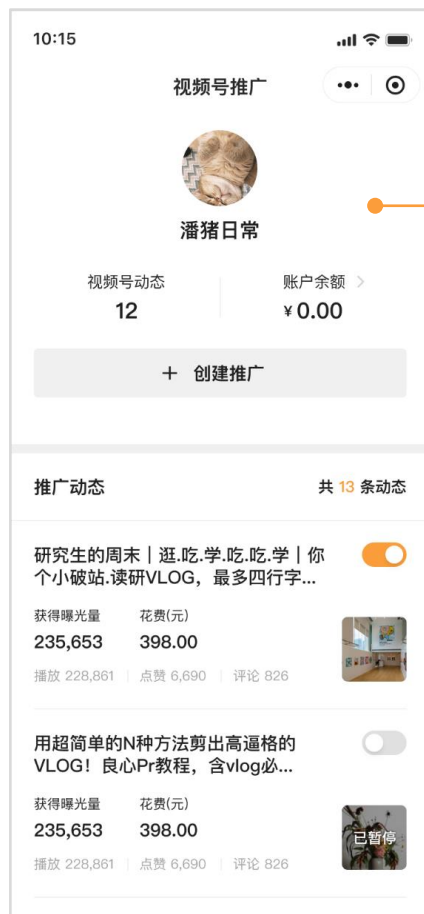 10:15
视频号推广
潘猪日常
视频号动态
账户余额
12
¥0.00
+ 创建推广
推广动态
共 13 条动态
研究生的周末｜逛.吃.学.吃.吃.学｜你
个小破站.读研VLOG，最多四行字...
获得曝光量
花费(元)
235,653
398.00
播放 228,861
点赞 6,690
评论 826
用超简单的N种方法剪出高逼格的
VLOG！良心Pr教程，含vlog必...
获得曝光量
花费(元)
235,653
398.00
已暂停
播放 228,861
点赞 6,690
评论 826